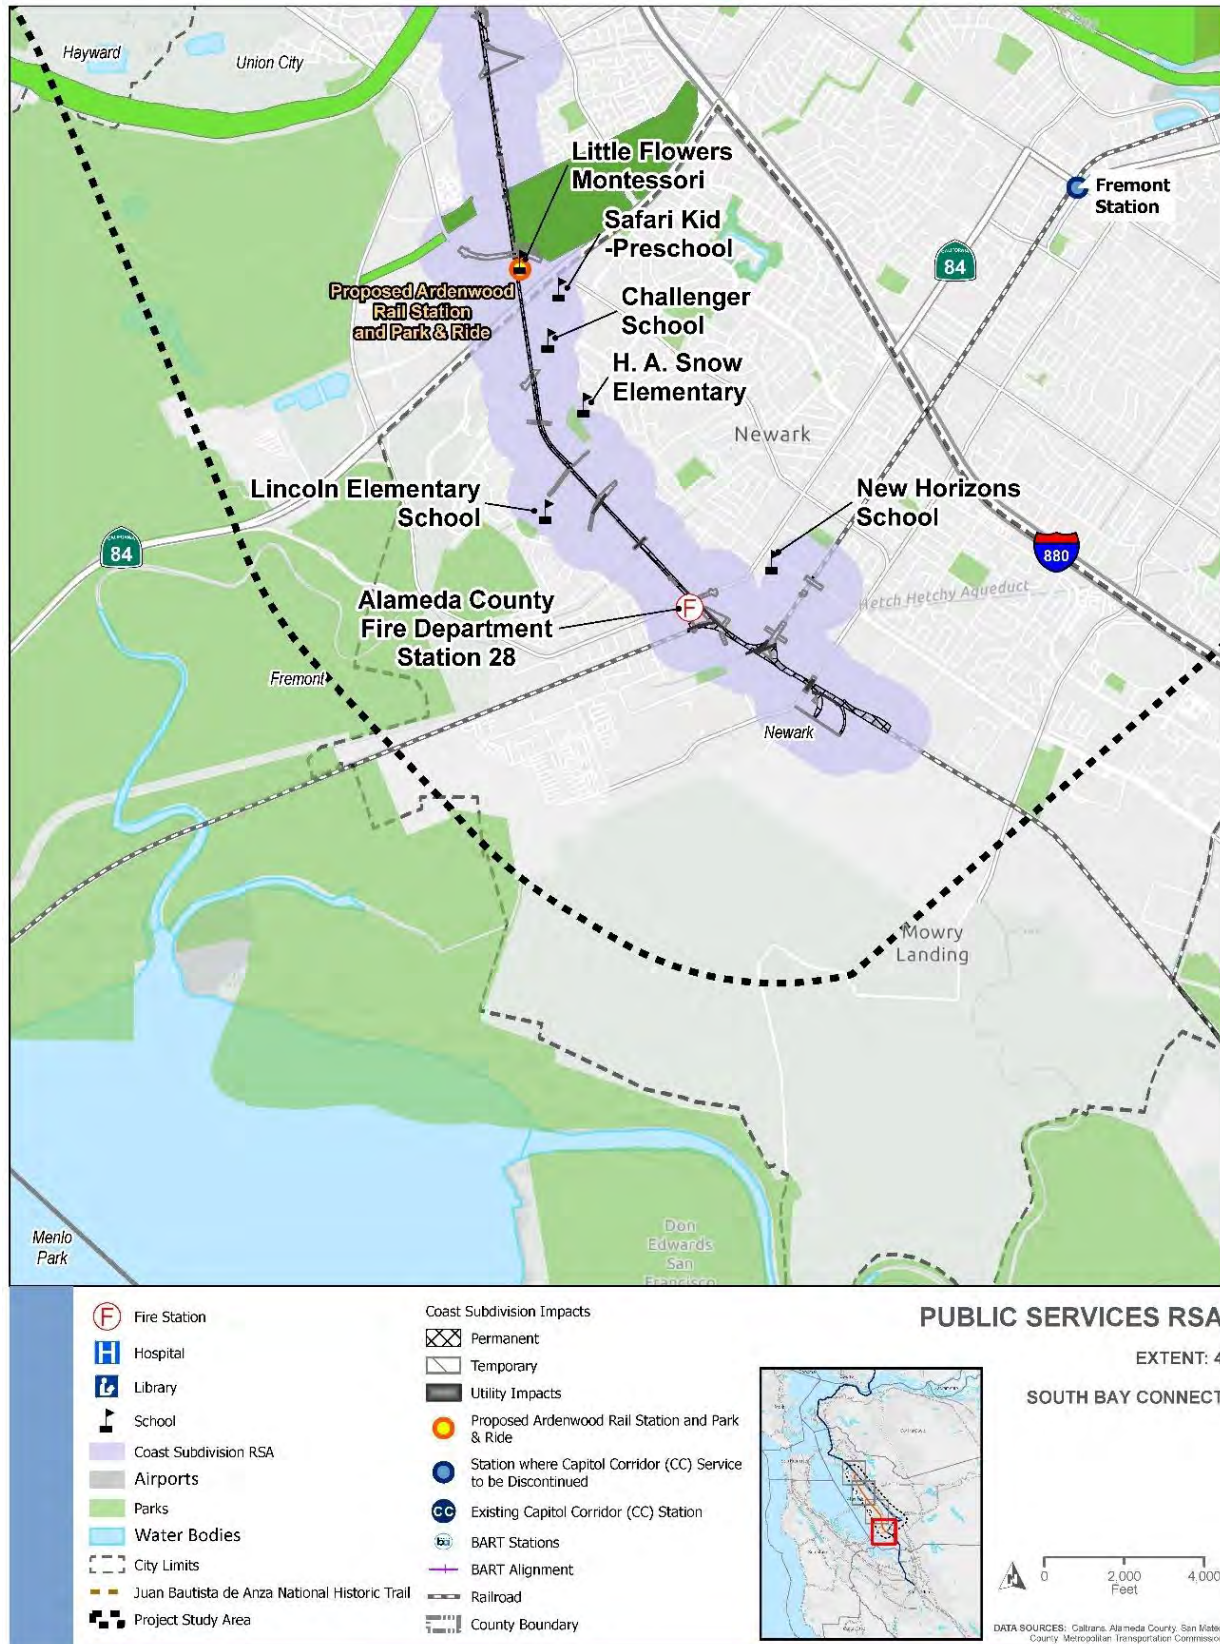 Hayward
Union City
Little Flowers
Montessori
Safari Kid
-Preschool
Fremont
Station
84
Proposed Ardenwood
Rail Station
and Park & Ride
Challenger
School
H. A. Snow
Elementary
Newark
Lincoln Elementary
School
New Horizons
School
84
880
Alameda County
Fire Department
Station 28
F
Hetch Hetchy Aqueduct
Fremont
Newark
Mowry
Landing
Menlo
Park
Don
Edwards
San
Francisco
F Fire Station
H Hospital
Library
School
Coast Subdivision RSA
Airports
Parks
Water Bodies
City Limits
Juan Bautista de Anza National Historic Trail
Project Study Area
Coast Subdivision Impacts
Permanent
Temporary
Utility Impacts
Proposed Ardenwood Rail Station and Park
& Ride
Station where Capitol Corridor (CC) Service
to be Discontinued
CC Existing Capitol Corridor (CC) Station
BART Stations
BART Alignment
Railroad
County Boundary
PUBLIC SERVICES RSA
EXTENT: 4
SOUTH BAY CONNECT
0 2,000 4,000
Feet
DATA SOURCES: Caltrans, Alameda County, San Mateo
County, Metropolitan Transportation Commission